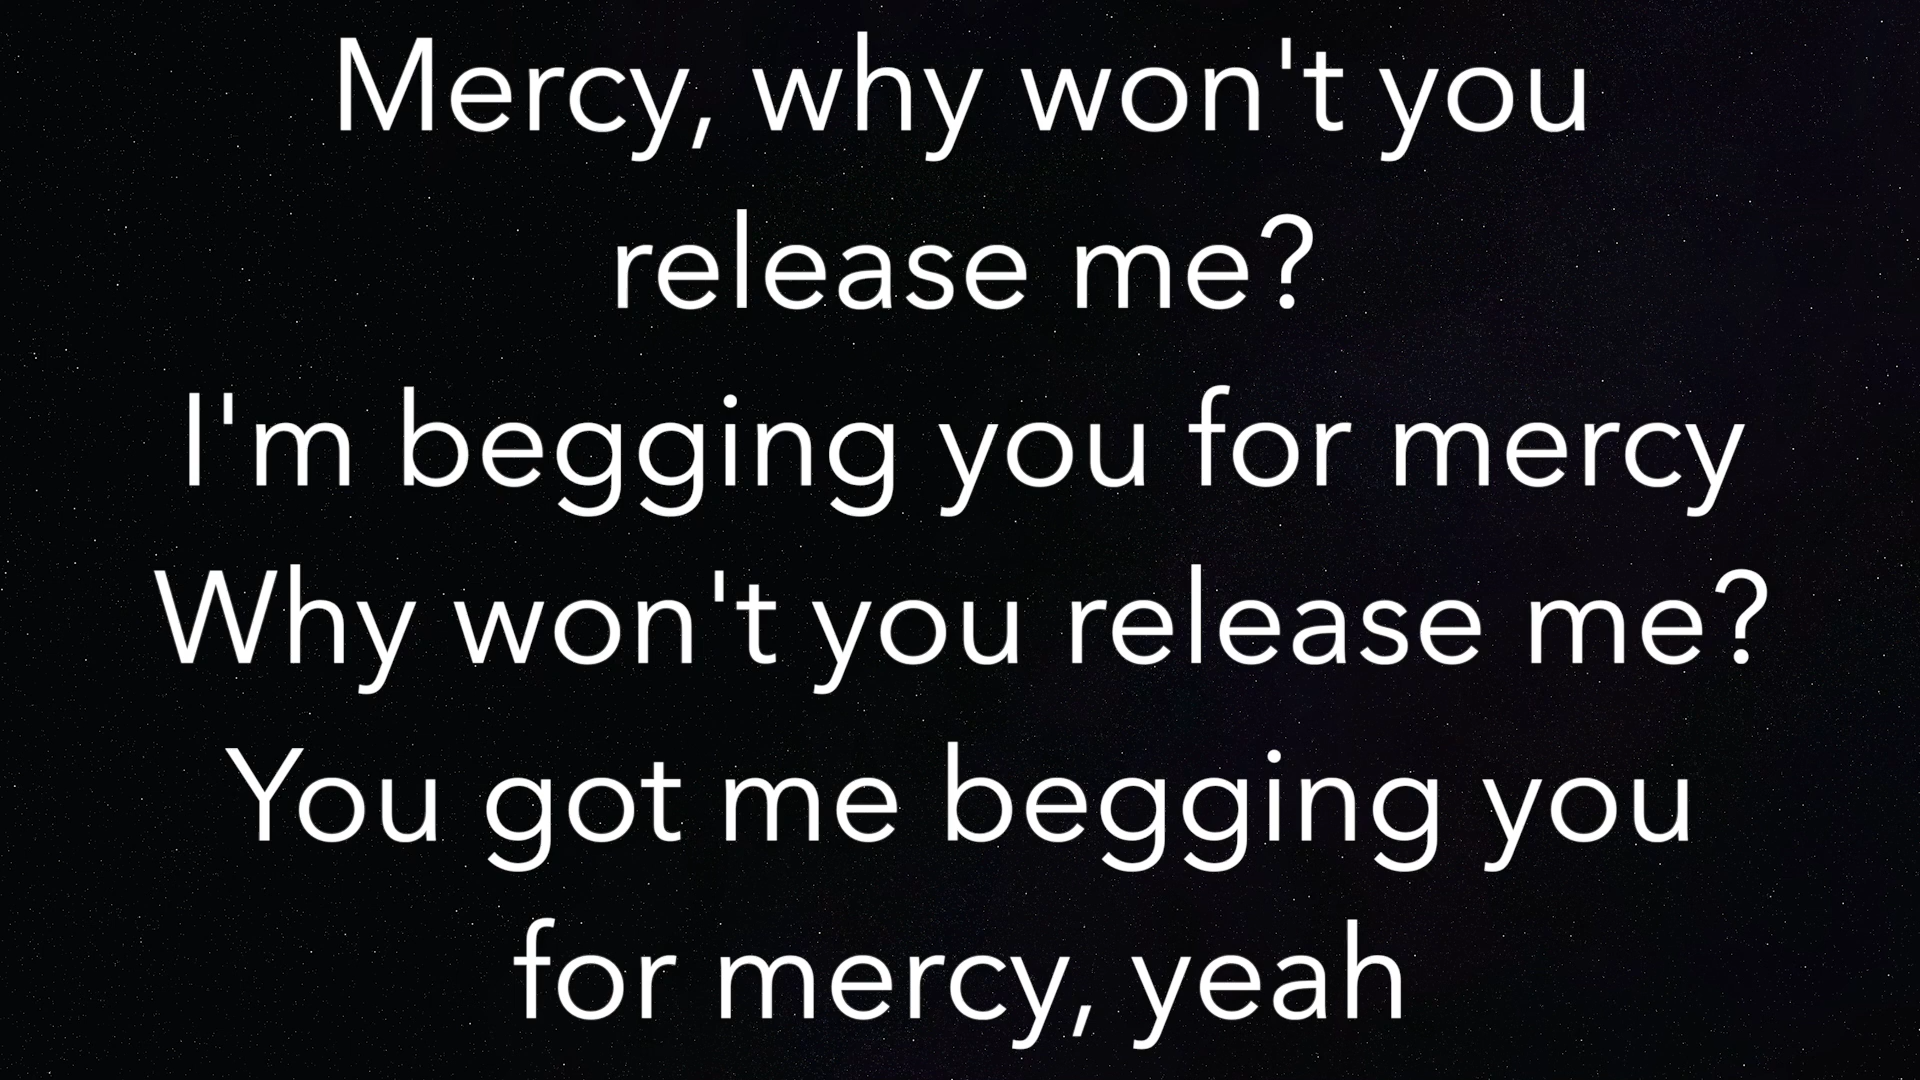 Mercy, why won't you
release me?
I'm begging you for mercy
Why won't you release me?
You got me begging you
for mercy, yeah